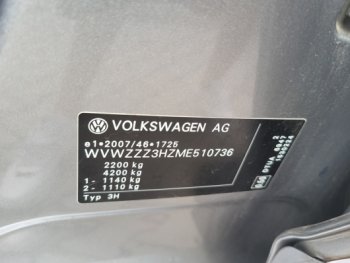 VOLKSWAGEN AG
e1*2007/46*1725
WVWZZZ3HZME510736
2200 kg
4200 kg
1 - 1140 kg
2 - 1110 kg
Typ 3H